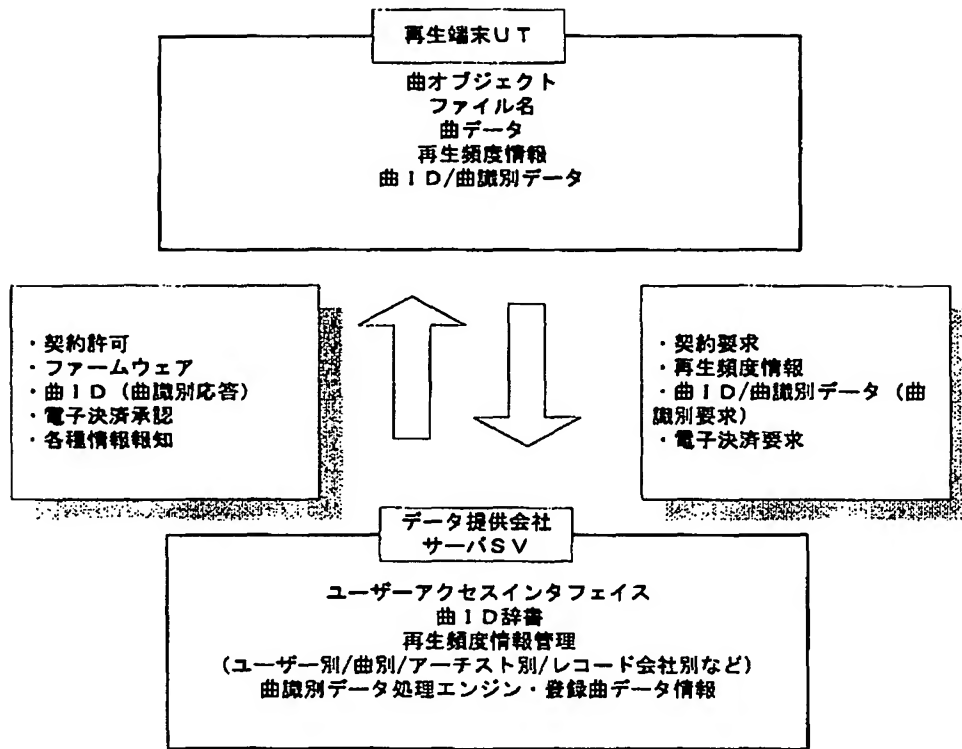 再生端末UT
曲オブジェクト
ファイル名
曲データ
再生頻度情報
曲ID/曲識別データ
・契約許可
・ファームウェア
・曲ID（曲識別応答）
・電子決済承認
・各種情報報知
・契約要求
・再生頻度情報
・曲ID/曲識別データ（曲
識別要求）
・電子決済要求
データ提供会社
サーバSV
ユーザーアクセスインタフェイス
曲ID辞書
再生頻度情報管理
（ユーザー別/曲別/アーチスト別/レコード会社別など）
曲識別データ処理エンジン・登録曲データ情報